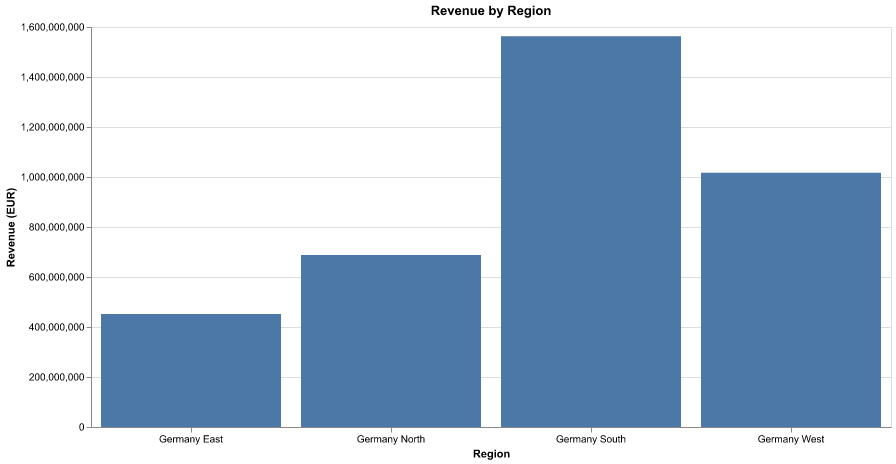 Revenue by Region
Revenue (EUR)
1,600,000,000
1,400,000,000
1,200,000,000
1,000,000,000
800,000,000
600,000,000
400,000,000
200,000,000
0
Germany East Germany North Germany South Germany West
Region